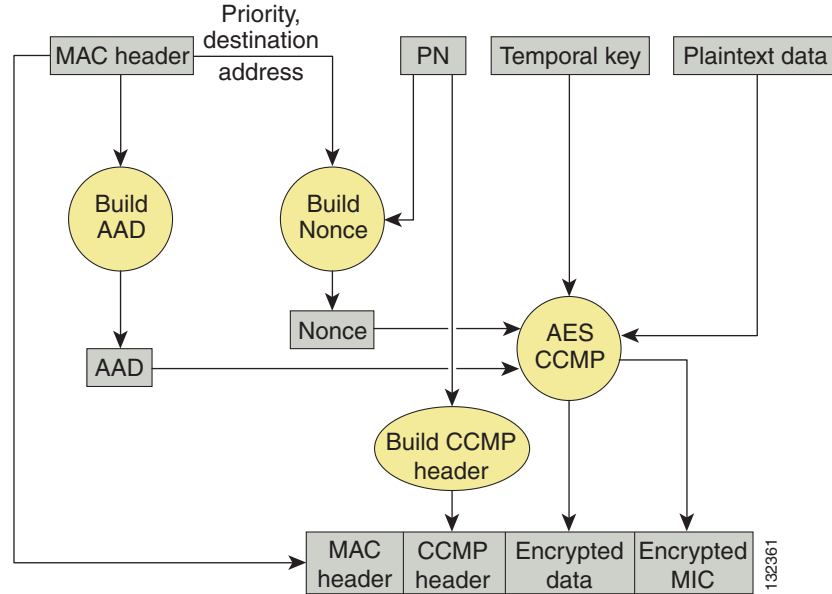 Priority,
destination
address
MAC header
PN
Temporal key
Plaintext data
Build
AAD
Build
Nonce
Nonce
AES
CCMP
AAD
Build CCMP
header
MAC
header
CCMP
header
Encrypted
data
Encrypted
MIC
132361